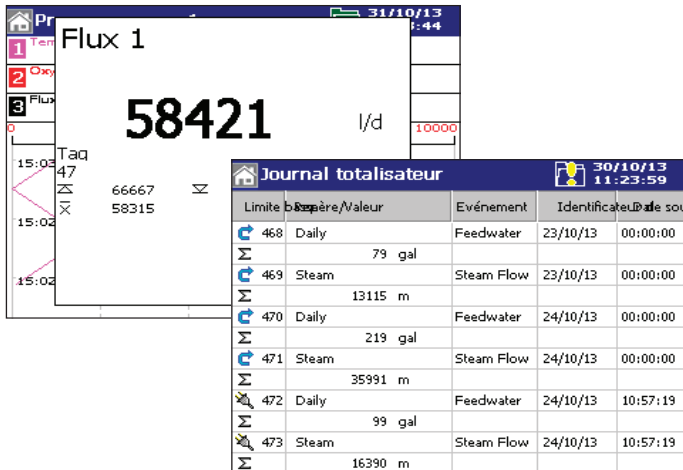 Pr
31/10/13
:44
1 Tem
2 Oxy
3 Flux
0
10000
15:03
15:02
15:02
Flux 1
58421
l/d
Tag
47
66667
x 58315
Journal totalisateur
30/10/13
11:23:59
Limite Repère/Valeur Evénement Identificateur Date sou
468 Daily Feedwater 23/10/13 00:00:00
Σ 79 gal
469 Steam Steam Flow 23/10/13 00:00:00
Σ 13115 m
470 Daily Feedwater 24/10/13 00:00:00
Σ 219 gal
471 Steam Steam Flow 24/10/13 00:00:00
Σ 35991 m
472 Daily Feedwater 24/10/13 10:57:19
Σ 99 gal
473 Steam Steam Flow 24/10/13 10:57:19
Σ 16390 m